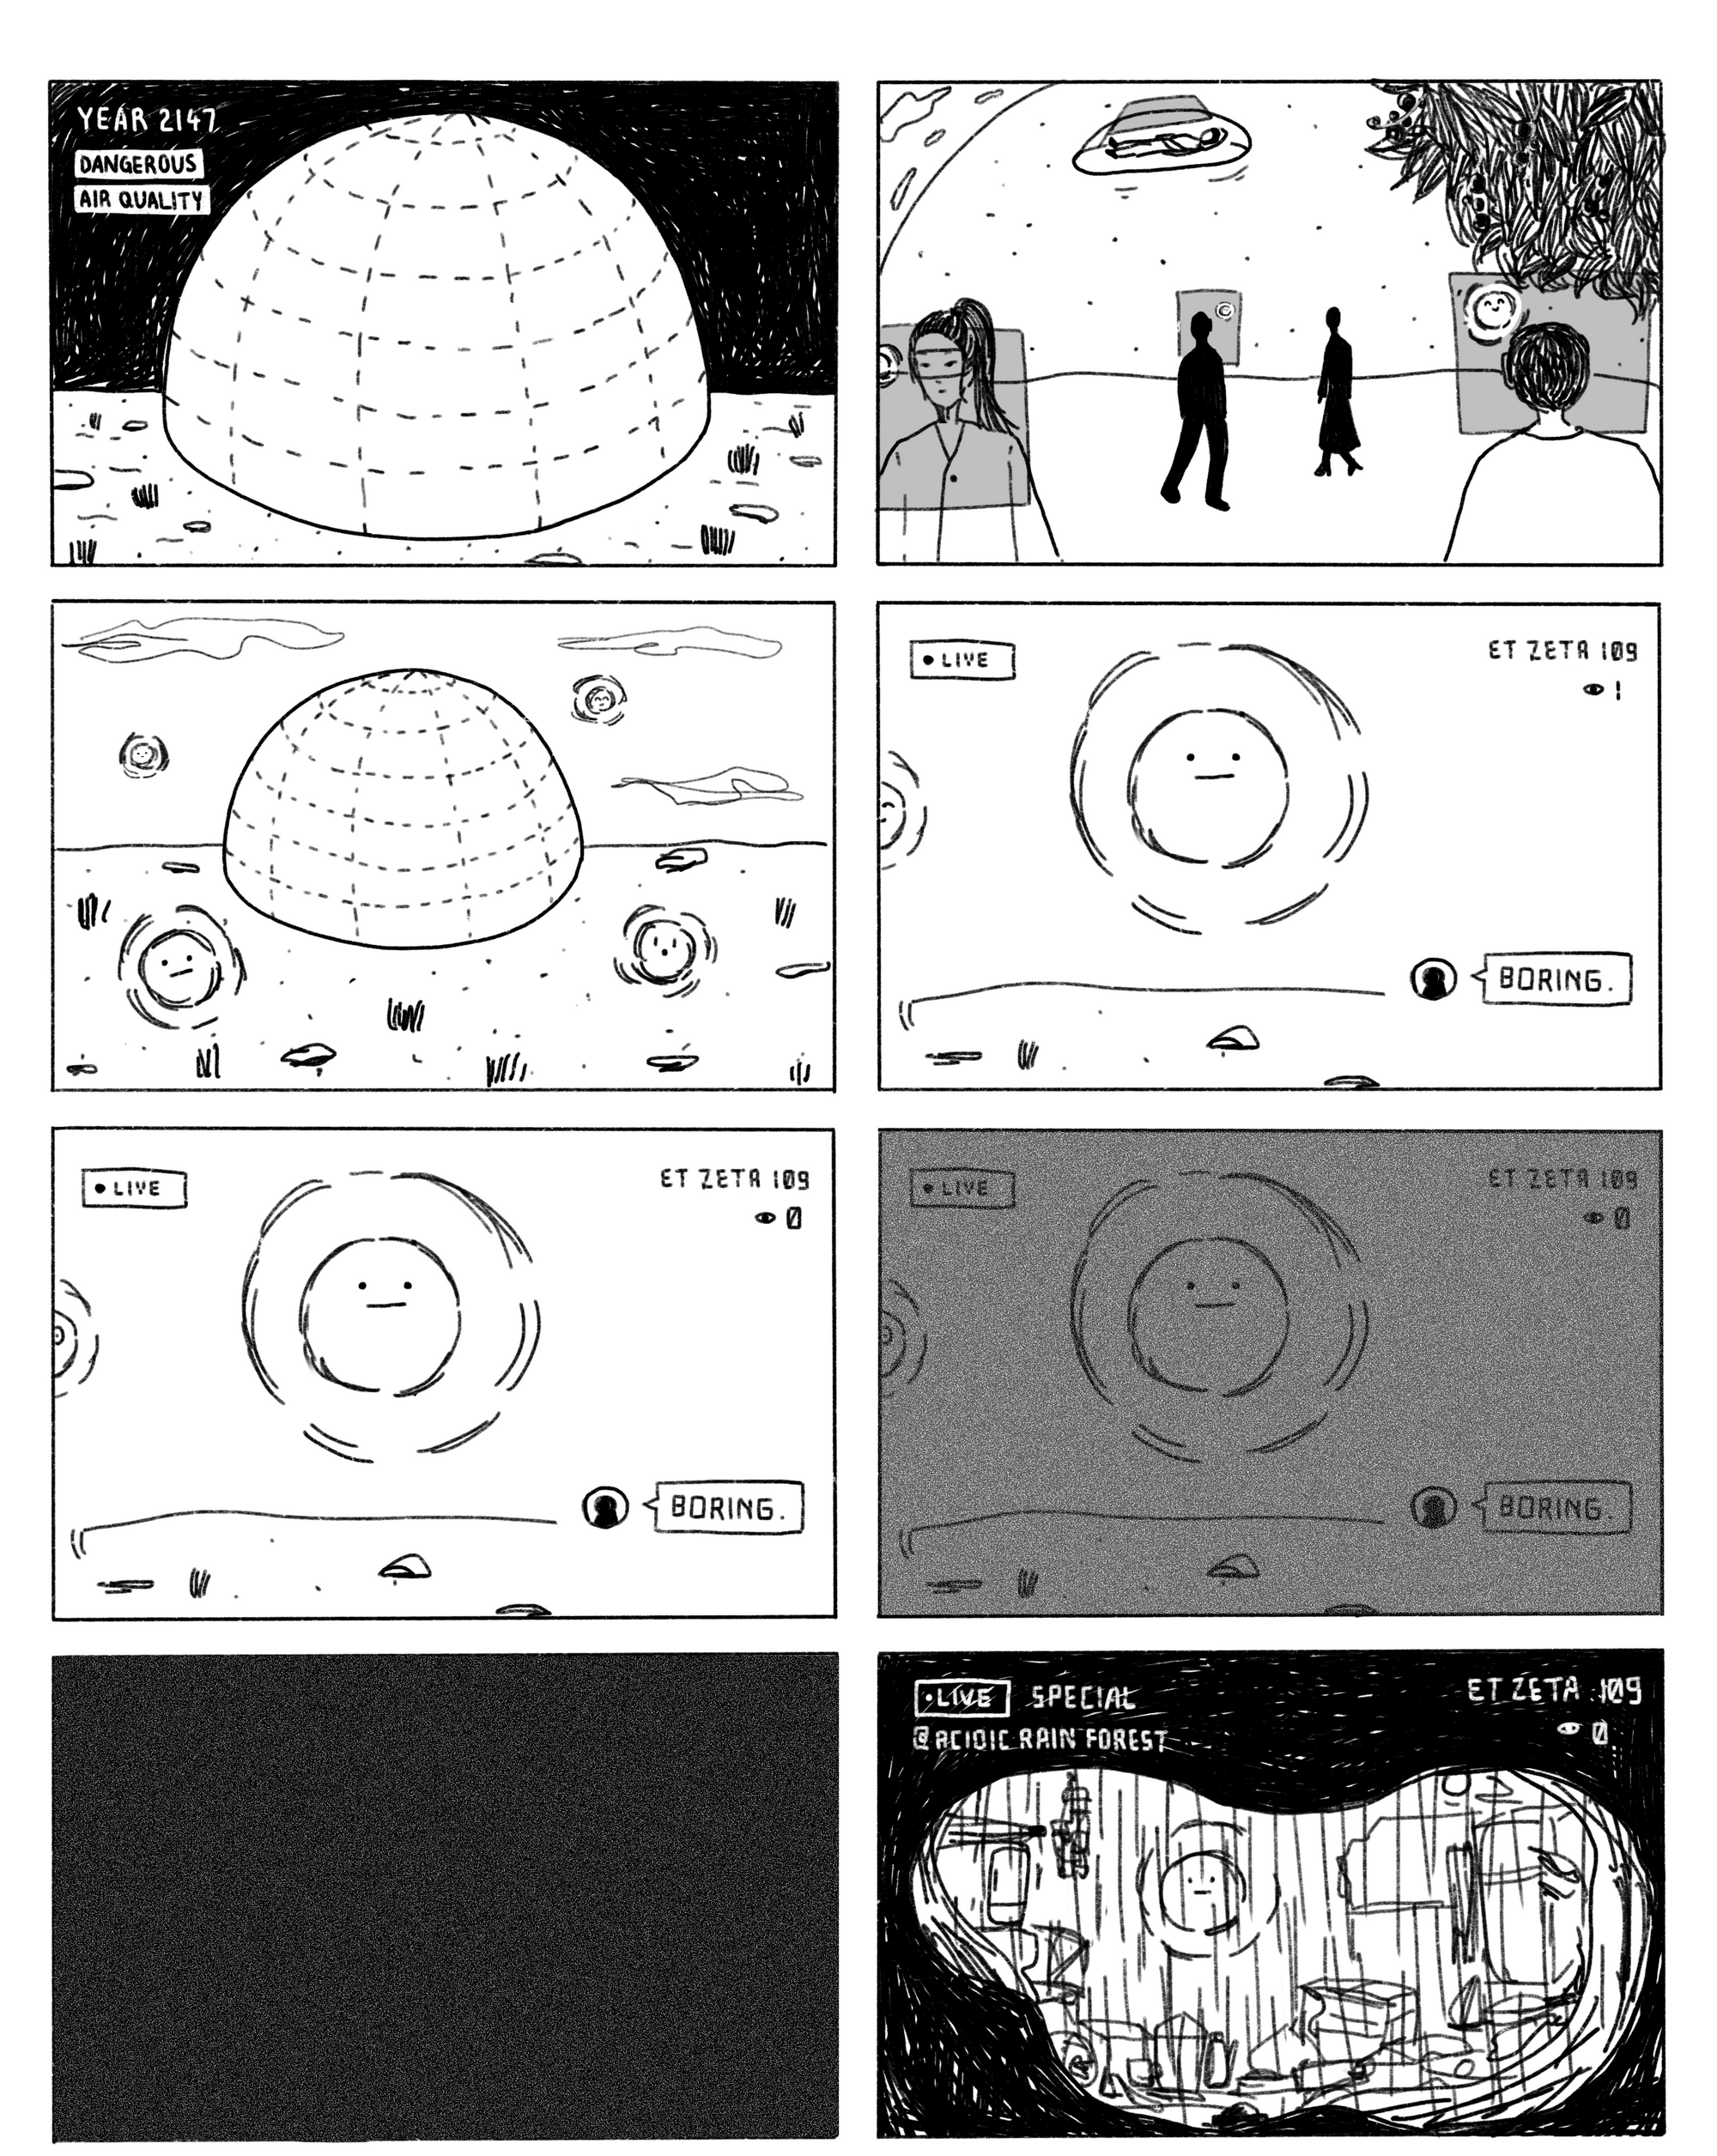 YEAR 2147
DANGEROUS
AIR QUALITY
LIVE
ET ZETA 109
1
BORING.
LIVE
ET ZETA 109
0
BORING.
LIVE
ET ZETA 109
0
BORING.
LIVE SPECIAL
ET ZETA 109
@ACIDIC RAIN FOREST
0